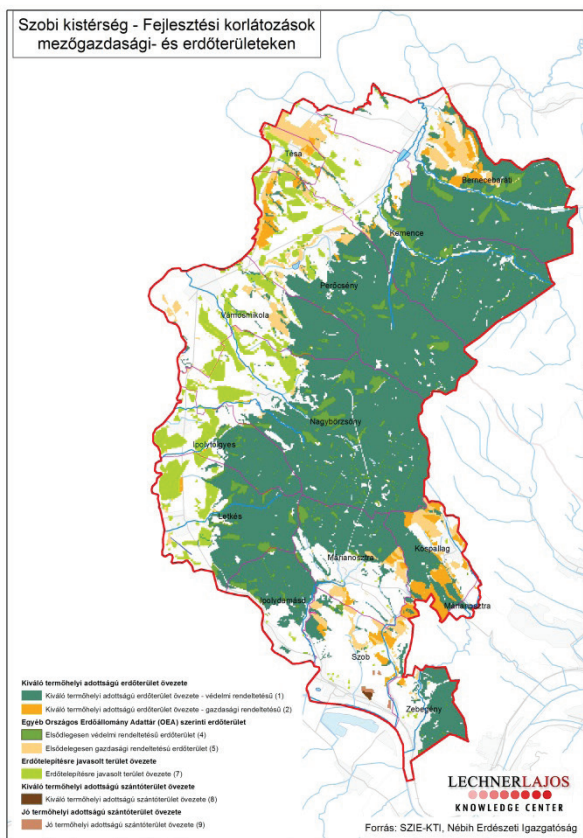 Szobi kistérség - Fejlesztési korlátozások
mezőgazdasági- és erdőterületeken
Tésa
Bernecebaráti
Kemence
Perőcsény
Vámosmikola
Nagybörzsöny
Ipolytölgyes
Letkés
Kóspallag
Márianosztra
Márianosztra
Ipolydamásd
Szob
Zebegény
Kiváló termőhelyi adottságú erdőterület övezete
Kiváló termőhelyi adottságú erdőterület övezete - védelmi rendeltetésű (1)
Kiváló termőhelyi adottságú erdőterület övezete - gazdasági rendeltetésű (2)
Egyéb Országos Erdőállomány Adattár (OEA) szerinti erdőterület
Elsődlegesen védelmi rendeltetésű erdőterület (4)
Elsődlegesen gazdasági rendeltetésű erdőterület (5)
Erdőtelepítésre javasolt terület övezete
Erdőtelepítésre javasolt terület övezete (7)
Kiváló termőhelyi adottságú szántóterület övezete
Kiváló termőhelyi adottságú szántóterület övezete (8)
Jó termőhelyi adottságú szántóterület övezete
Jó termőhelyi adottságú szántóterület övezete (9)
LECHNERLAJOS
KNOWLEDGE CENTER
Forrás: SZIE-KTI, Nébih Erdészeti Igazgatóság